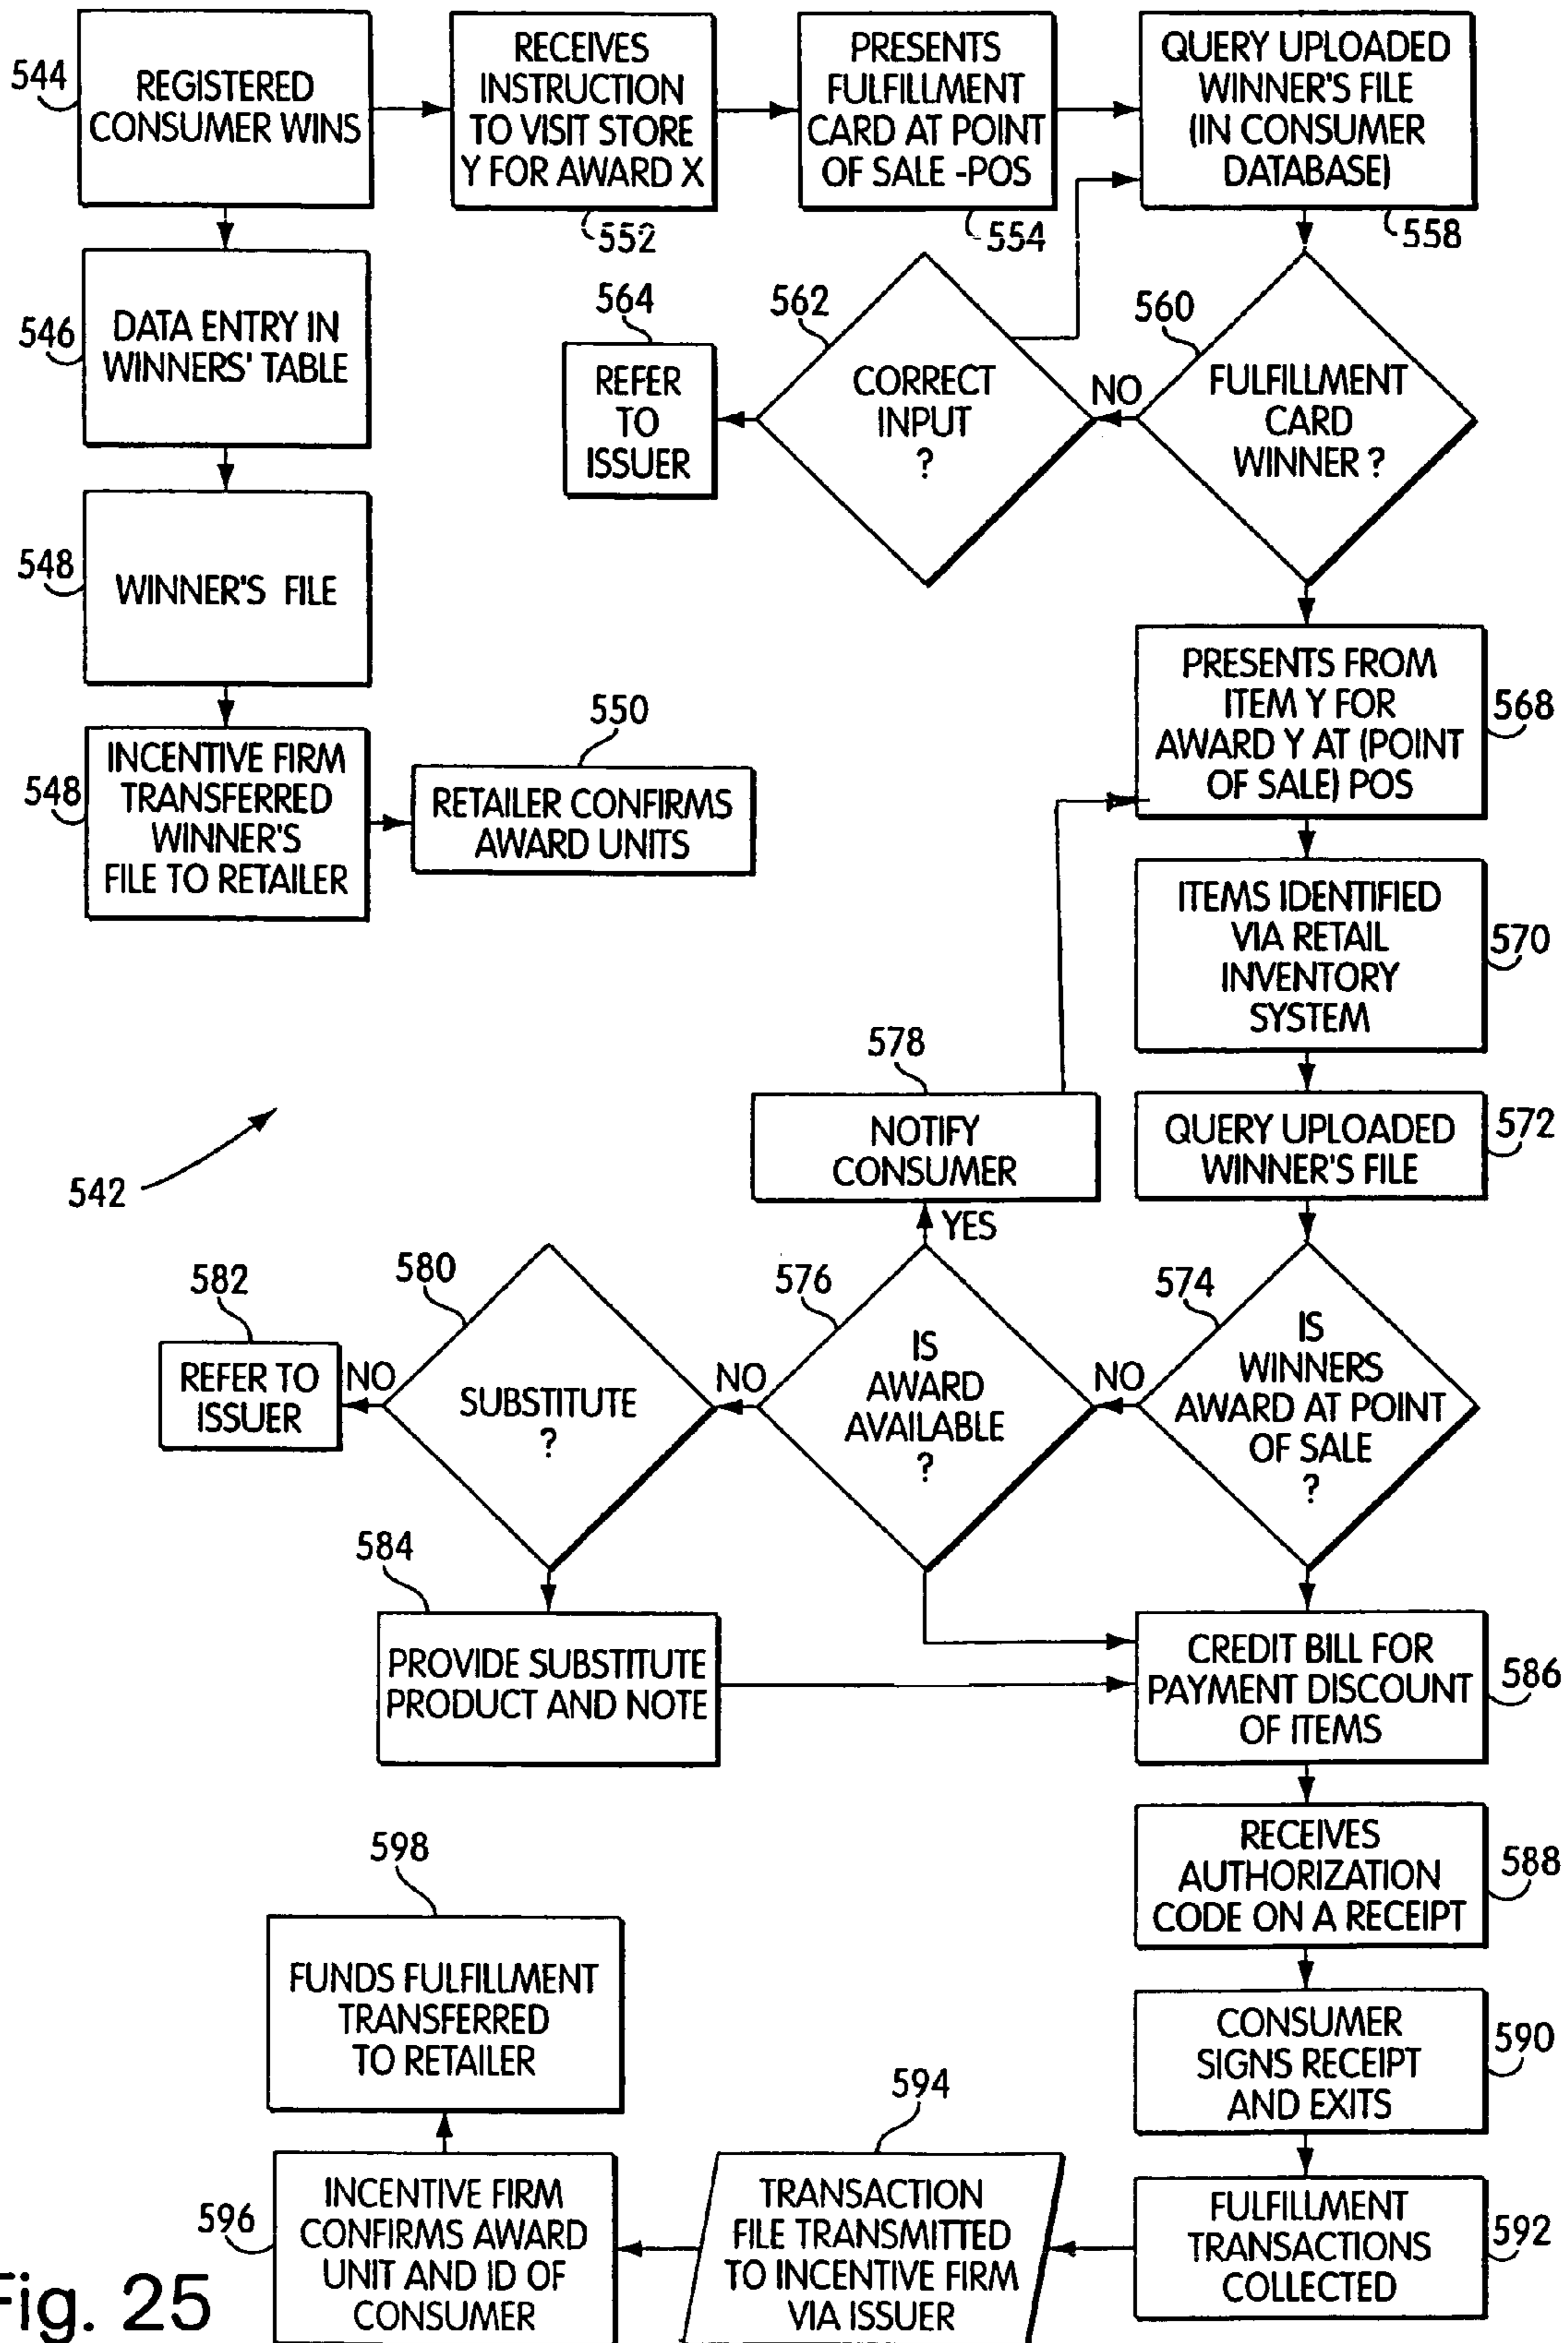 544
REGISTERED
CONSUMER WINS
RECEIVES
INSTRUCTION
TO VISIT STORE
Y FOR AWARD X
552
PRESENTS
FULFILLMENT
CARD AT POINT
OF SALE -POS
554
QUERY UPLOADED
WINNER'S FILE
(IN CONSUMER
DATABASE)
558
546
DATA ENTRY IN
WINNERS' TABLE
564
REFER
TO
ISSUER
562
CORRECT
INPUT
?
NO
560
FULFILLMENT
CARD
WINNER ?
548
WINNER'S FILE
548
INCENTIVE FIRM
TRANSFERRED
WINNER'S
FILE TO RETAILER
550
RETAILER CONFIRMS
AWARD UNITS
PRESENTS FROM
ITEM Y FOR
AWARD Y AT (POINT
OF SALE) POS
568
ITEMS IDENTIFIED
VIA RETAIL
INVENTORY
SYSTEM
570
578
NOTIFY
CONSUMER
YES
QUERY UPLOADED
WINNER'S FILE
572
542
582
REFER TO
ISSUER
NO
580
SUBSTITUTE
?
NO
576
IS
AWARD
AVAILABLE
?
NO
574
IS
WINNERS
AWARD AT POINT
OF SALE
?
584
PROVIDE SUBSTITUTE
PRODUCT AND NOTE
CREDIT BILL FOR
PAYMENT DISCOUNT
OF ITEMS
586
RECEIVES
AUTHORIZATION
CODE ON A RECEIPT
588
598
FUNDS FULFILLMENT
TRANSFERRED
TO RETAILER
CONSUMER
SIGNS RECEIPT
AND EXITS
590
596
INCENTIVE FIRM
CONFIRMS AWARD
UNIT AND ID OF
CONSUMER
594
TRANSACTION
FILE TRANSMITTED
TO INCENTIVE FIRM
VIA ISSUER
FULFILLMENT
TRANSACTIONS
COLLECTED
592
Fig. 25